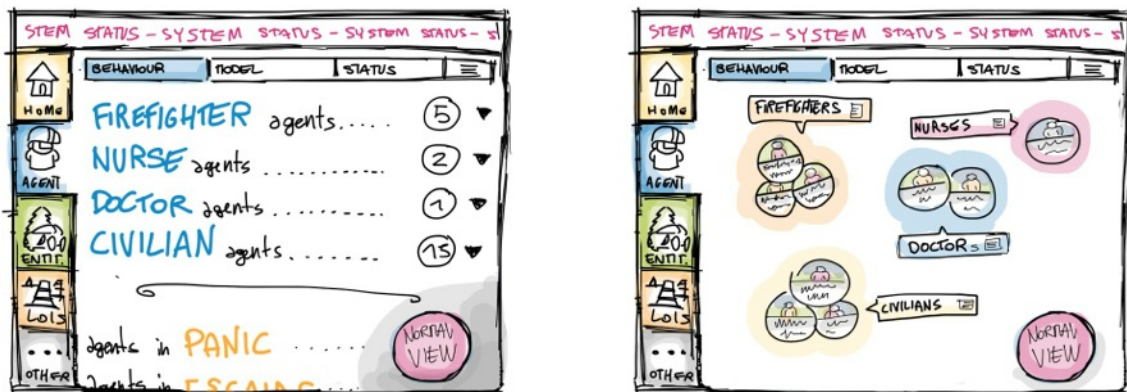 STEM STATUS - SYSTEM STATUS - SYSTEM STATUS - S
BEHAVIOUR MODEL STATUS
HOME
AGENT
ENTIT.
LOIS
...
OTHER
FIREFIGHTER agents..... 5
NURSE agents ............ 2
DOCTOR agents .......... 1
CIVILIAN agents. ....... 15
agents in PANIC
agents in
NORMAL
VIEW
STEM STATUS - SYSTEM STATUS - SYSTEM STATUS - S
BEHAVIOUR MODEL STATUS
HOME
AGENT
ENTIT.
LOIS
...
OTHER
FIREFIGHTERS
NURSES
DOCTORS
CIVILIANS
NORMAL
VIEW